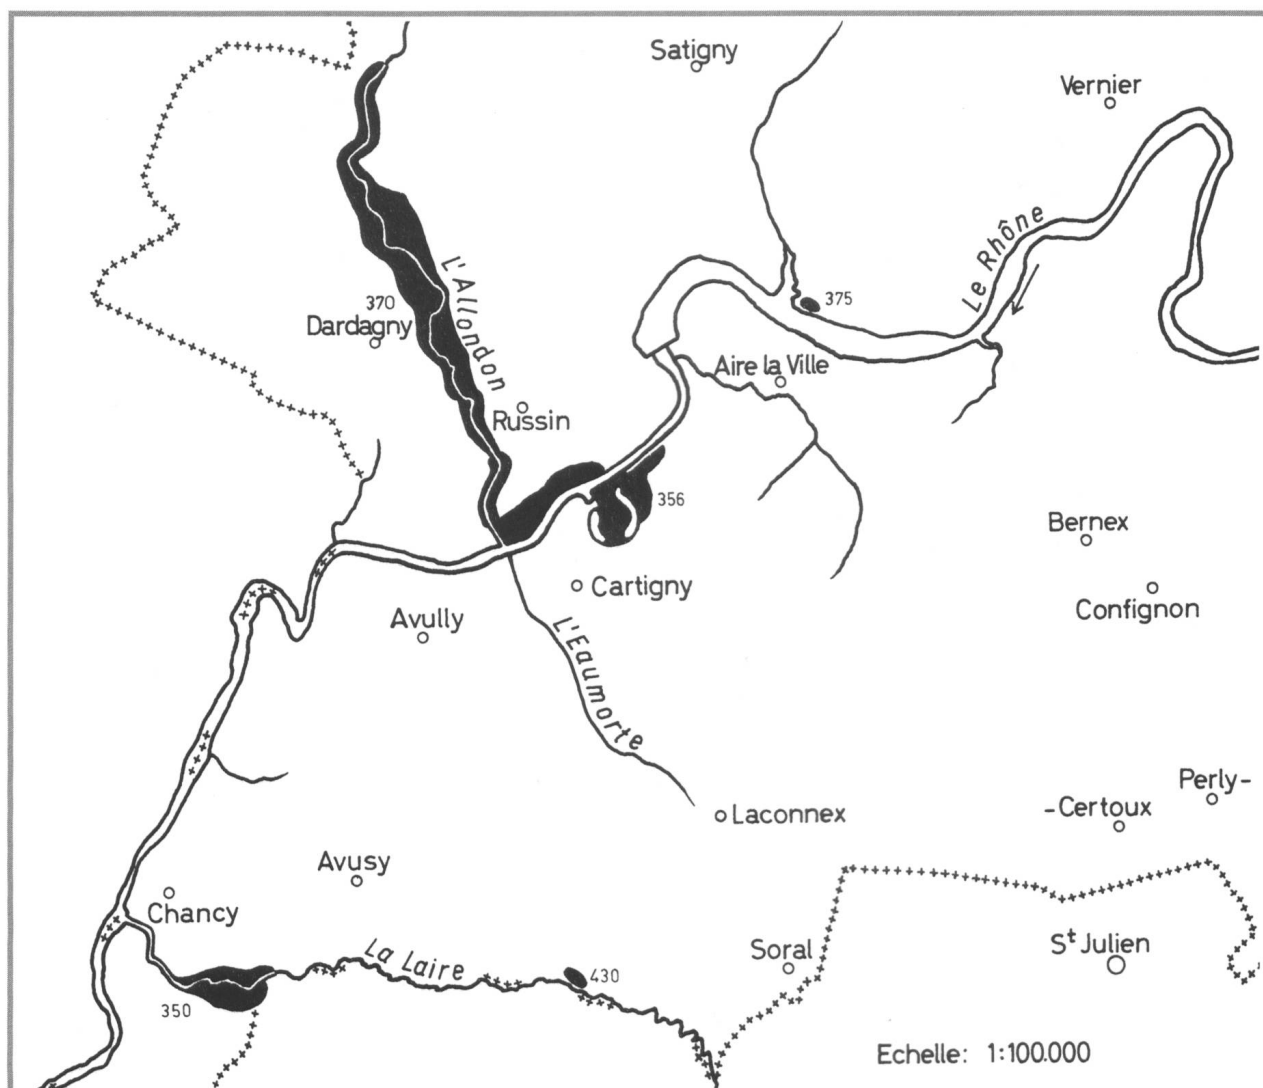 Satigny
Vernier
Le Rhône
L'Allondon
375
370
Dardagny
Aire la Ville
Russin
356
Bernex
Cartigny
Confignon
Avully
L'Eaumorte
Perly-
-Certoux
Laconnex
Avusy
Chancy
La Laire
Soral
St Julien
430
350
Echelle: 1:100.000